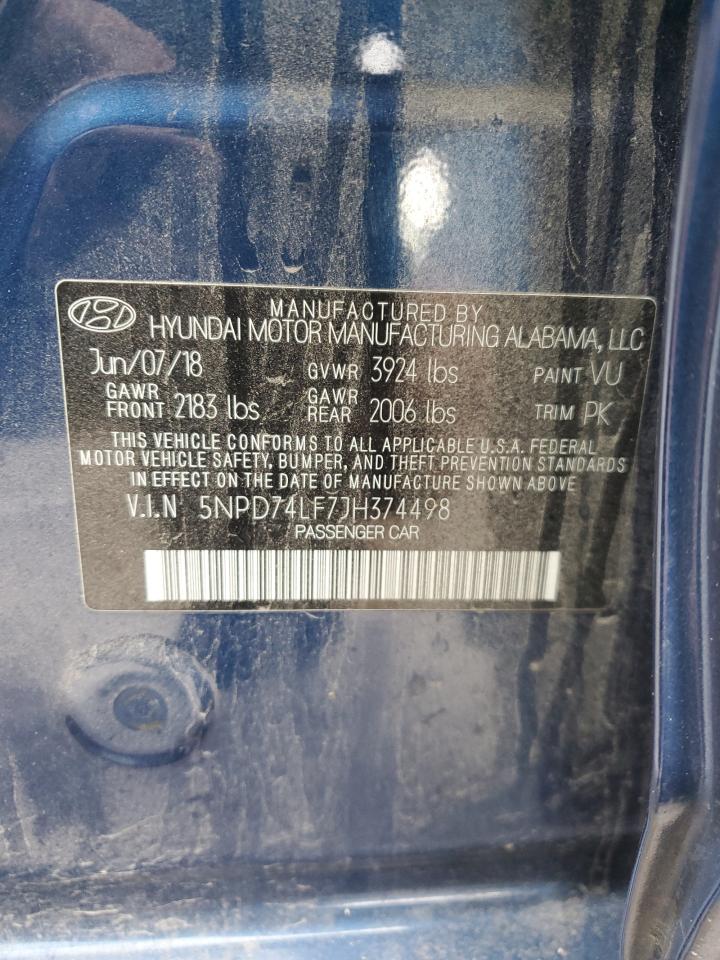 MANUFACTURED BY
HYUNDAI MOTOR MANUFACTURING ALABAMA, LLC
Jun/07/18 GVWR 3924 lbs PAINT VU
GAWR FRONT 2183 lbs GAWR REAR 2006 lbs TRIM PK
THIS VEHICLE CONFORMS TO ALL APPLICABLE U.S.A. FEDERAL
MOTOR VEHICLE SAFETY, BUMPER, AND THEFT PREVENTION STANDARDS
IN EFFECT ON THE DATE OF MANUFACTURE SHOWN ABOVE.
V.I.N 5NPD74LF7JH374498
PASSENGER CAR